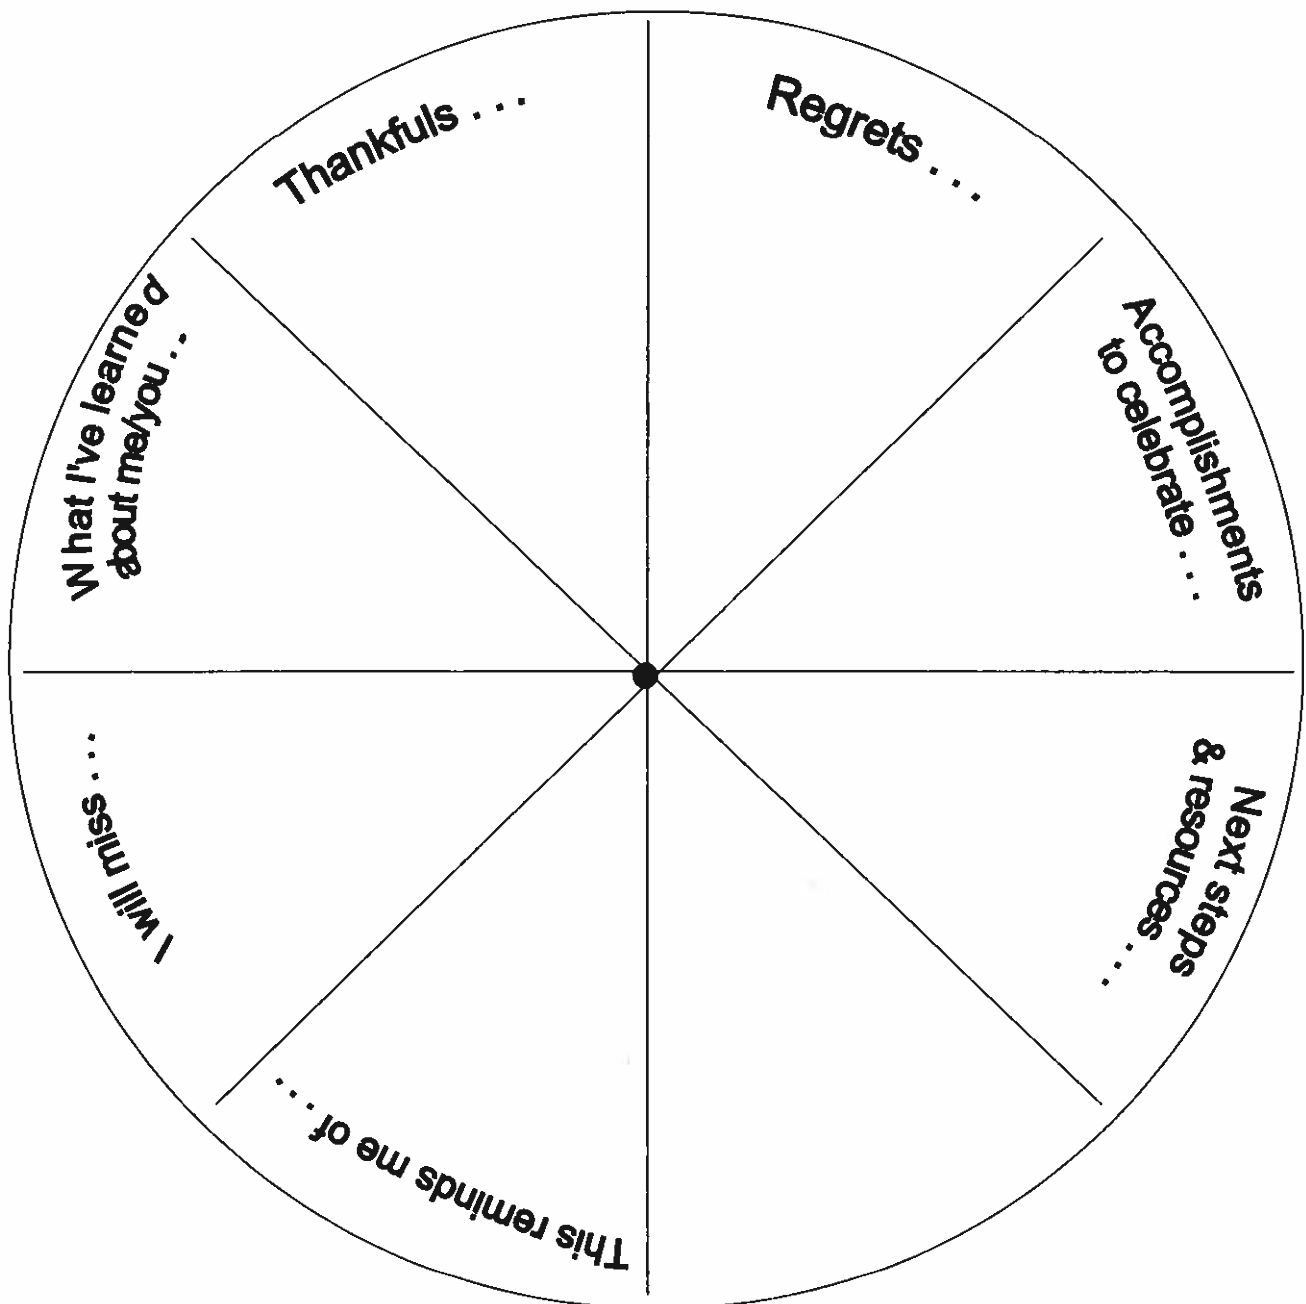 Thankfuls . . .
Regrets . . .
Accomplishments
to celebrate . . .
Next steps
& resources . . .
This reminds me of . . .
I will miss . . .
What I've learned
about me/you . . .